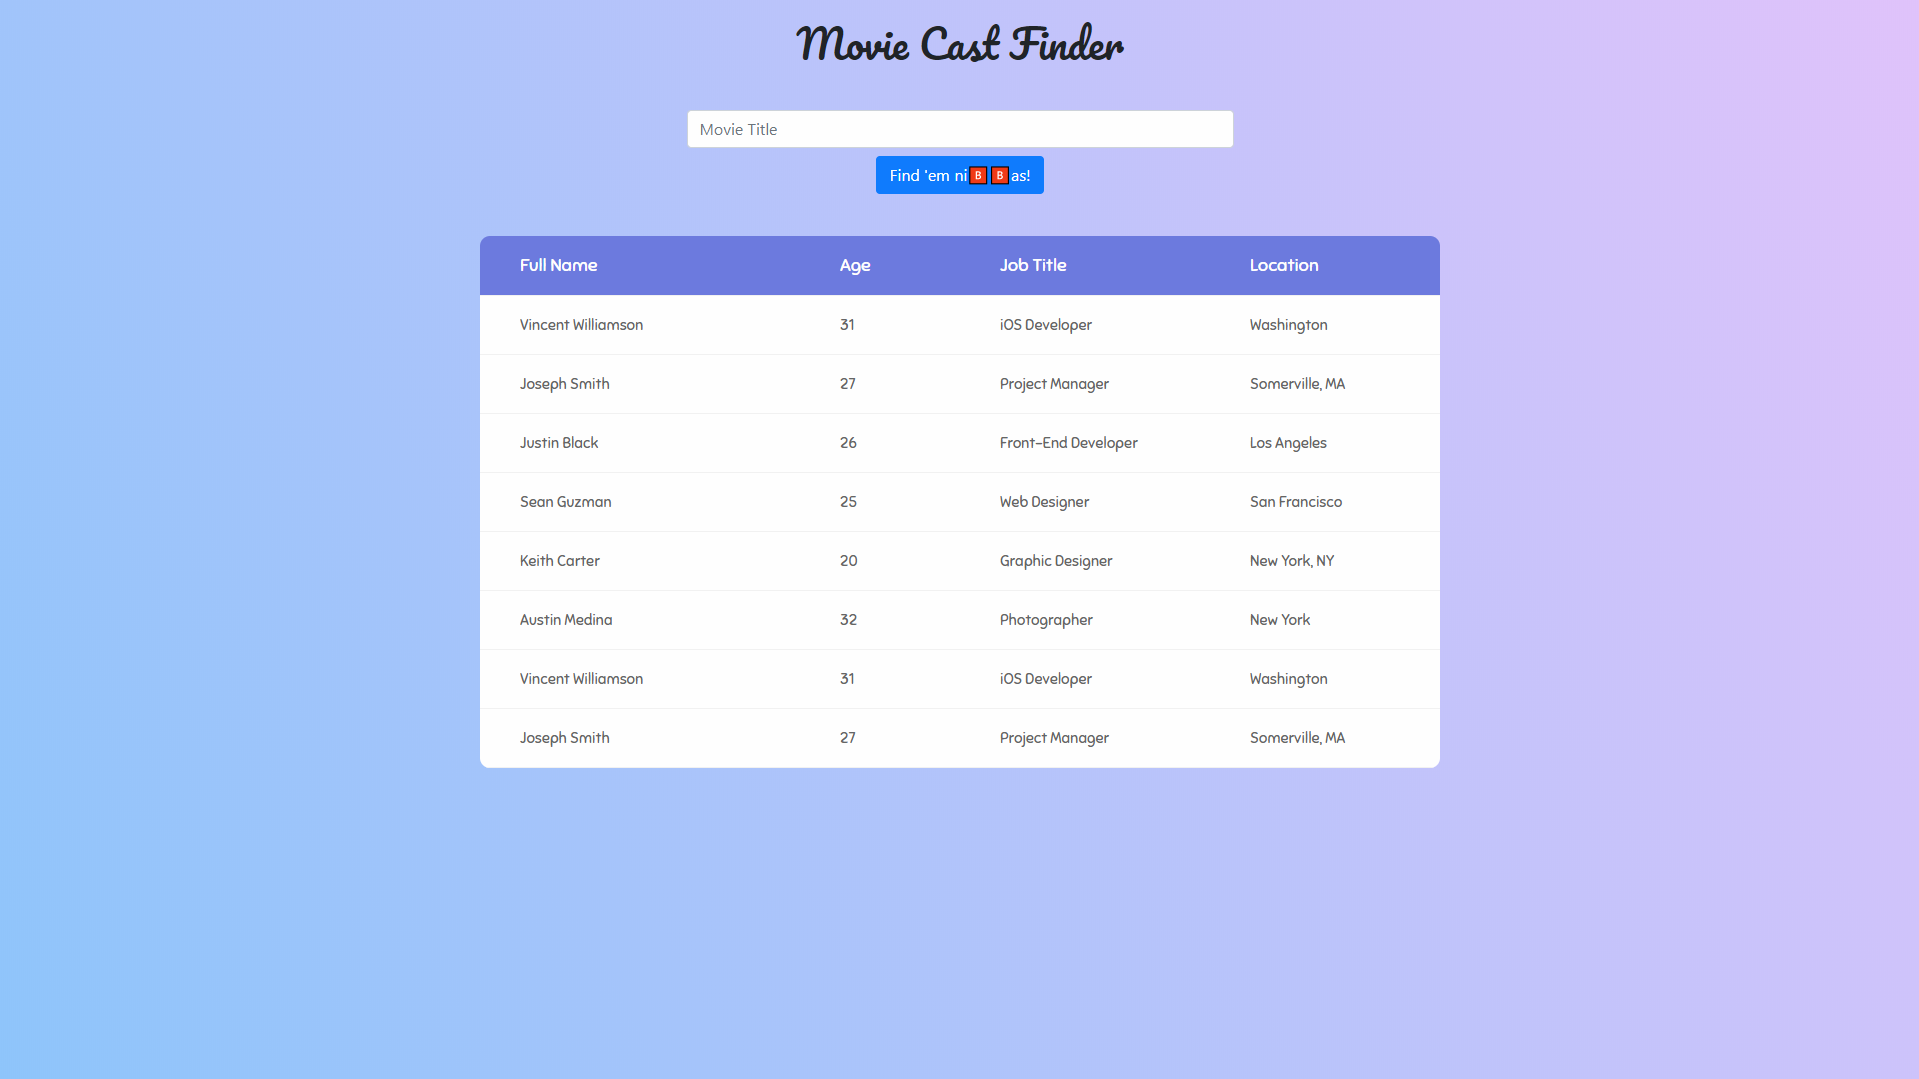 Movie Cast Finder
Movie Title
Find 'em ni🅱🅱as!
Full Name Age Job Title Location
Vincent Williamson 31 iOS Developer Washington
Joseph Smith 27 Project Manager Somerville, MA
Justin Black 26 Front-End Developer Los Angeles
Sean Guzman 25 Web Designer San Francisco
Keith Carter 20 Graphic Designer New York, NY
Austin Medina 32 Photographer New York
Vincent Williamson 31 iOS Developer Washington
Joseph Smith 27 Project Manager Somerville, MA